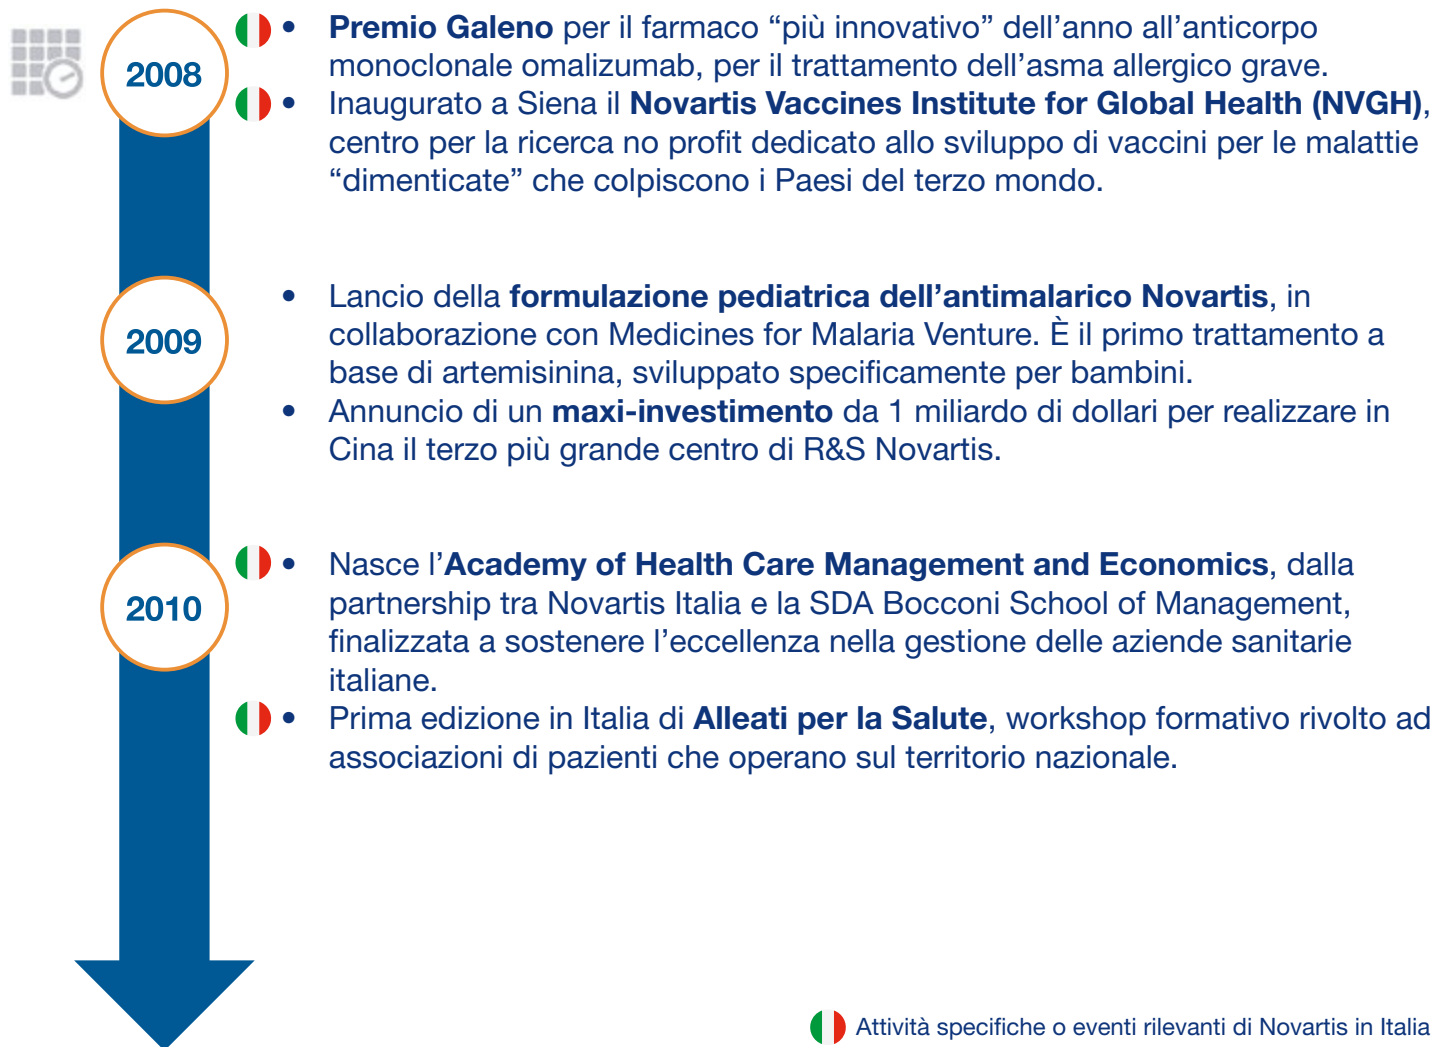 2008
• Premio Galeno per il farmaco “più innovativo” dell’anno all’anticorpo
monoclonale omalizumab, per il trattamento dell’asma allergico grave.
• Inaugurato a Siena il Novartis Vaccines Institute for Global Health (NVGH),
centro per la ricerca no profit dedicato allo sviluppo di vaccini per le malattie
“dimenticate” che colpiscono i Paesi del terzo mondo.
2009
• Lancio della formulazione pediatrica dell’antimalarico Novartis, in
collaborazione con Medicines for Malaria Venture. È il primo trattamento a
base di artemisinina, sviluppato specificamente per bambini.
• Annuncio di un maxi-investimento da 1 miliardo di dollari per realizzare in
Cina il terzo più grande centro di R&S Novartis.
2010
• Nasce l’Academy of Health Care Management and Economics, dalla
partnership tra Novartis Italia e la SDA Bocconi School of Management,
finalizzata a sostenere l’eccellenza nella gestione delle aziende sanitarie
italiane.
• Prima edizione in Italia di Alleati per la Salute, workshop formativo rivolto ad
associazioni di pazienti che operano sul territorio nazionale.
Attività specifiche o eventi rilevanti di Novartis in Italia